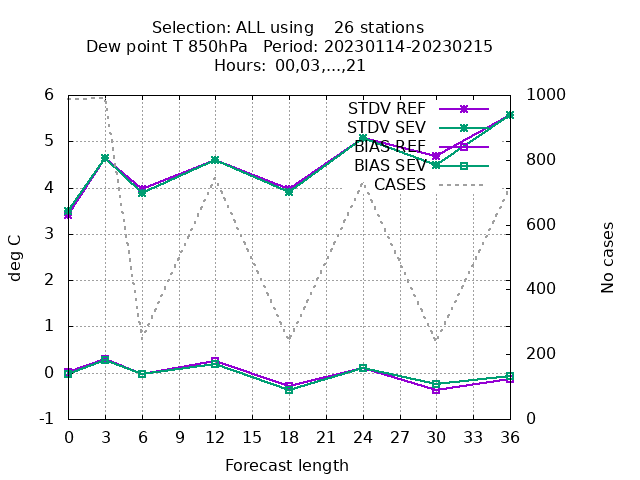 Selection: ALL using    26 stations
Dew point T 850hPa   Period: 20230114-20230215
Hours: 00,03,...,21
STDV REF
STDV SEV
BIAS REF
BIAS SEV
CASES
deg C
6
5
4
3
2
1
0
-1
1000
800
600
400
200
0
No cases
0 3 6 9 12 15 18 21 24 27 30 33 36
Forecast length